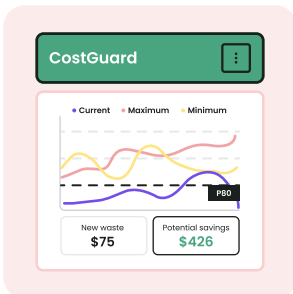 CostGuard
Current Maximum Minimum
P80
New waste Potential savings
$75 $426